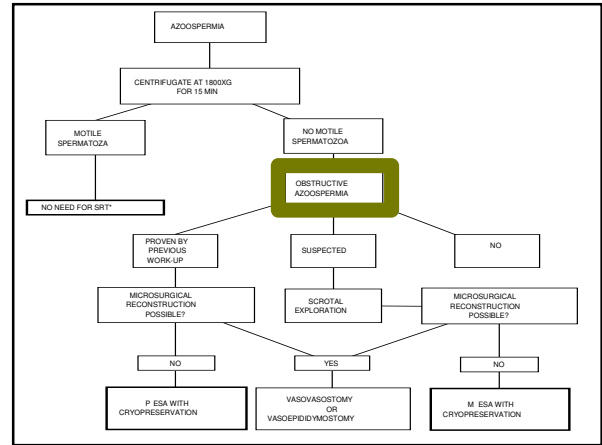 AZOOSPERMIA
CENTRIFUGATE AT 1800XG
FOR 15 MIN
MOTILE
SPERMATOZA
NO MOTILE
SPERMATOZOA
OBSTRUCTIVE
AZOOSPERMIA
NO NEED FOR SRT*
PROVEN BY
PREVIOUS
WORK-UP
SUSPECTED
NO
MICROSURGICAL
RECONSTRUCTION
POSSIBLE?
SCROTAL
EXPLORATION
MICROSURGICAL
RECONSTRUCTION
POSSIBLE?
NO
YES
NO
P ESA WITH
CRYOPRESERVATION
VASOVASOSTOMY
OR
VASOEPIDIDYMOSTOMY
M ESA WITH
CRYOPRESERVATION